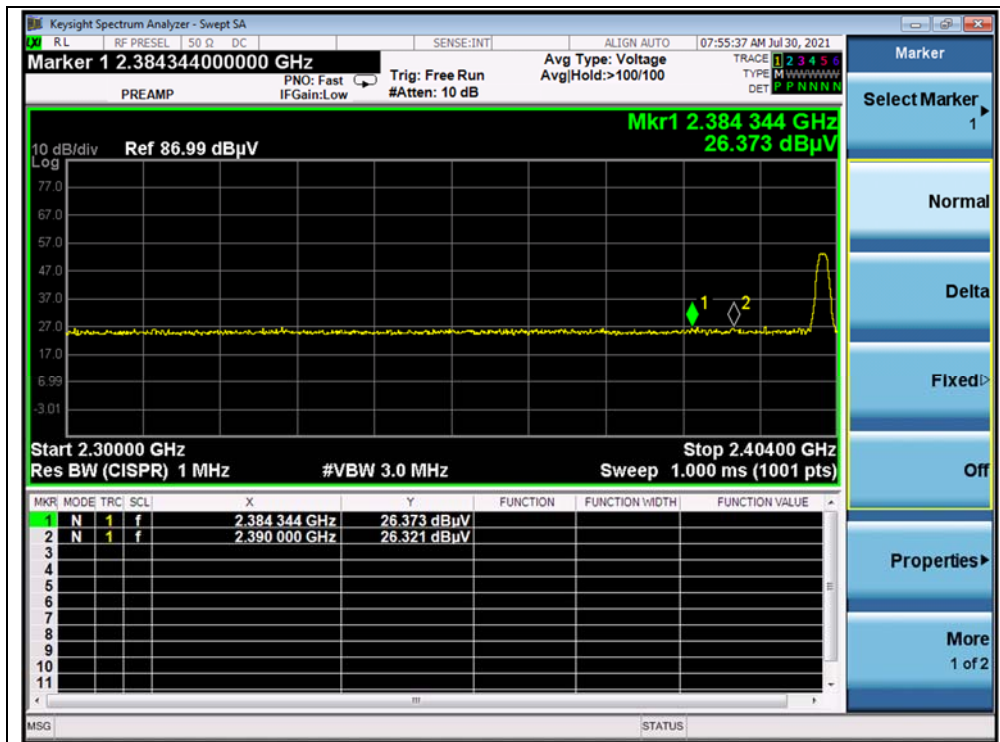 Keysight Spectrum Analyzer - Swept SA
LXI RL RF PRESEL 50 Ω DC SENSE:INT ALIGN AUTO 07:55:37 AM Jul 30, 2021
Marker 1 2.384344000000 GHz
PREAMP
PNO: Fast
IFGain:Low
Trig: Free Run
#Atten: 10 dB
Avg Type: Voltage
Avg|Hold:>100/100
TRACE 1 2 3 4 5 6
TYPE M WWWWW
DET P P N N N N
Mkr1 2.384 344 GHz
26.373 dBµV
10 dB/div Ref 86.99 dBµV
Log
77.0
67.0
57.0
47.0
37.0
27.0
17.0
6.99
-3.01
1
2
Start 2.30000 GHz Stop 2.40400 GHz
Res BW (CISPR) 1 MHz #VBW 3.0 MHz Sweep 1.000 ms (1001 pts)
MKR MODE TRC SCL X Y FUNCTION FUNCTION WIDTH FUNCTION VALUE
1 N 1 f 2.384 344 GHz 26.373 dBµV
2 N 1 f 2.390 000 GHz 26.321 dBµV
3
4
5
6
7
8
9
10
11
MSG STATUS
Marker
Select Marker
1
Normal
Delta
Fixed
Off
Properties
More
1 of 2